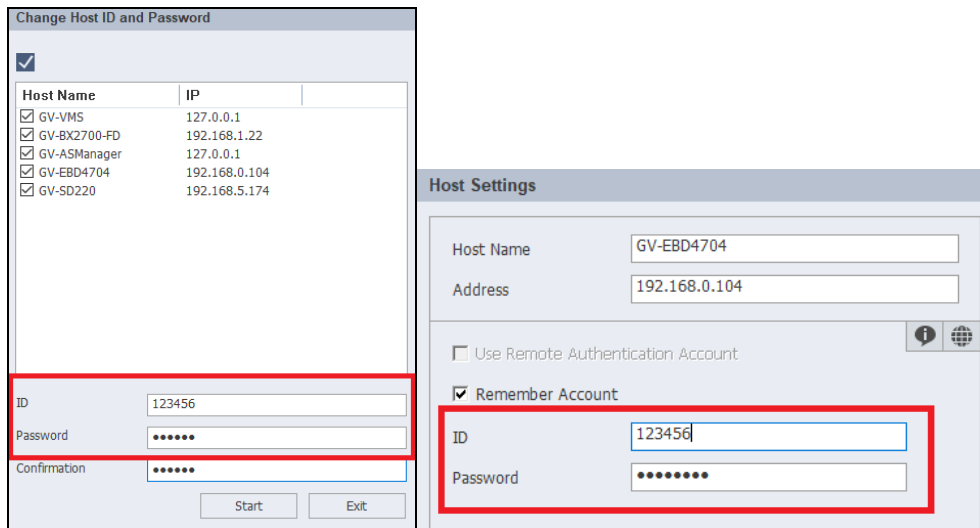 Change Host ID and Password
Host Name IP
GV-VMS 127.0.0.1
GV-BX2700-FD 192.168.1.22
GV-ASManager 127.0.0.1
GV-EBD4704 192.168.0.104
GV-SD220 192.168.5.174
ID 123456
Password ••••••
Confirmation ••••••
Start Exit
Host Settings
Host Name GV-EBD4704
Address 192.168.0.104
Use Remote Authentication Account
Remember Account
ID 123456
Password ••••••••